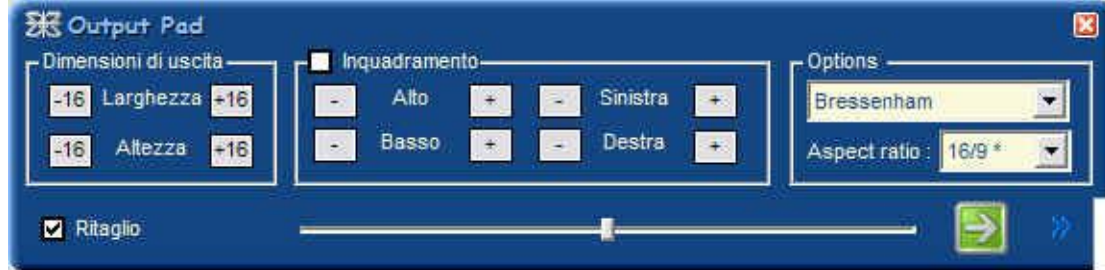 Output Pad
Dimensioni di uscita
-16 Larghezza +16
-16 Altezza +16
Inquadramento
- Alto + - Sinistra +
- Basso + - Destra +
Options
Bressenham
Aspect ratio : 16/9 *
Ritaglio